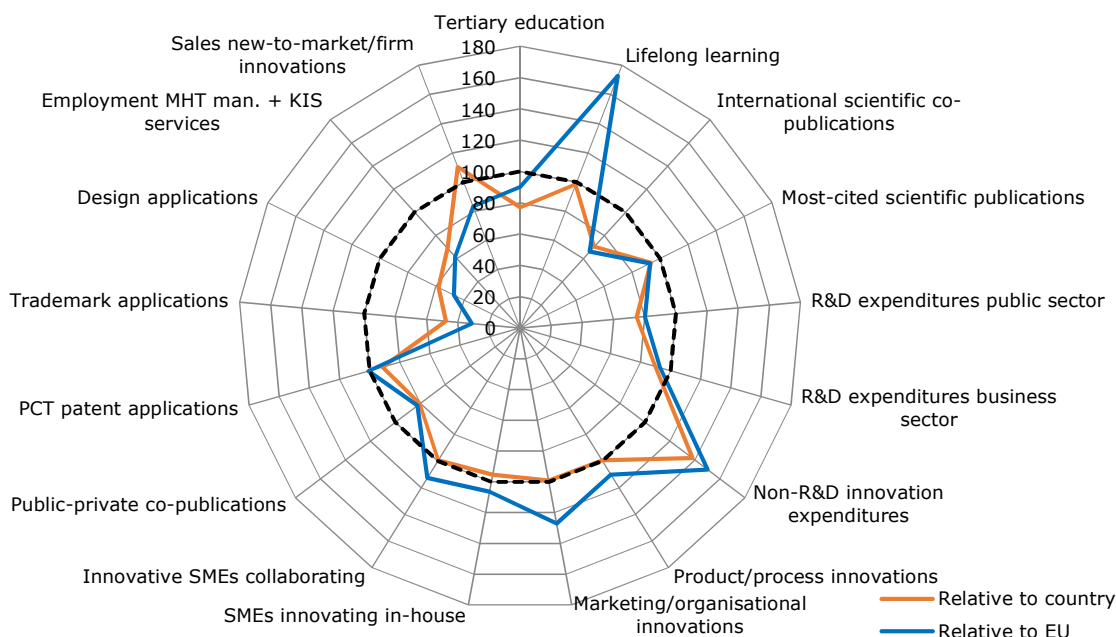 Tertiary education
Lifelong learning
International scientific co-
publications
Most-cited scientific publications
R&D expenditures public sector
R&D expenditures business
sector
Non-R&D innovation
expenditures
Product/process innovations
Marketing/organisational
innovations
SMEs innovating in-house
Innovative SMEs collaborating
Public-private co-publications
PCT patent applications
Trademark applications
Design applications
Employment MHT man. + KIS
services
Sales new-to-market/firm
innovations
180
160
140
120
100
80
60
40
20
0
Relative to country
Relative to EU